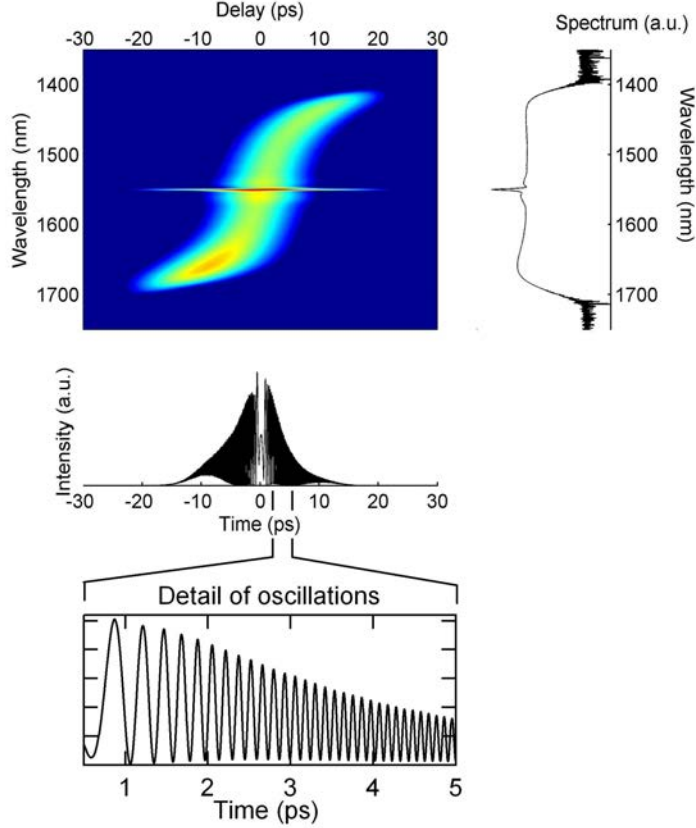 Delay (ps)
-30 -20 -10 0 10 20 30
Wavelength (nm)
1400
1500
1600
1700
Spectrum (a.u.)
1400
1500
1600
1700
Wavelength (nm)
Intensity (a.u.)
-30 -20 -10 0 10 20 30
Time (ps)
Detail of oscillations
1 2 3 4 5
Time (ps)